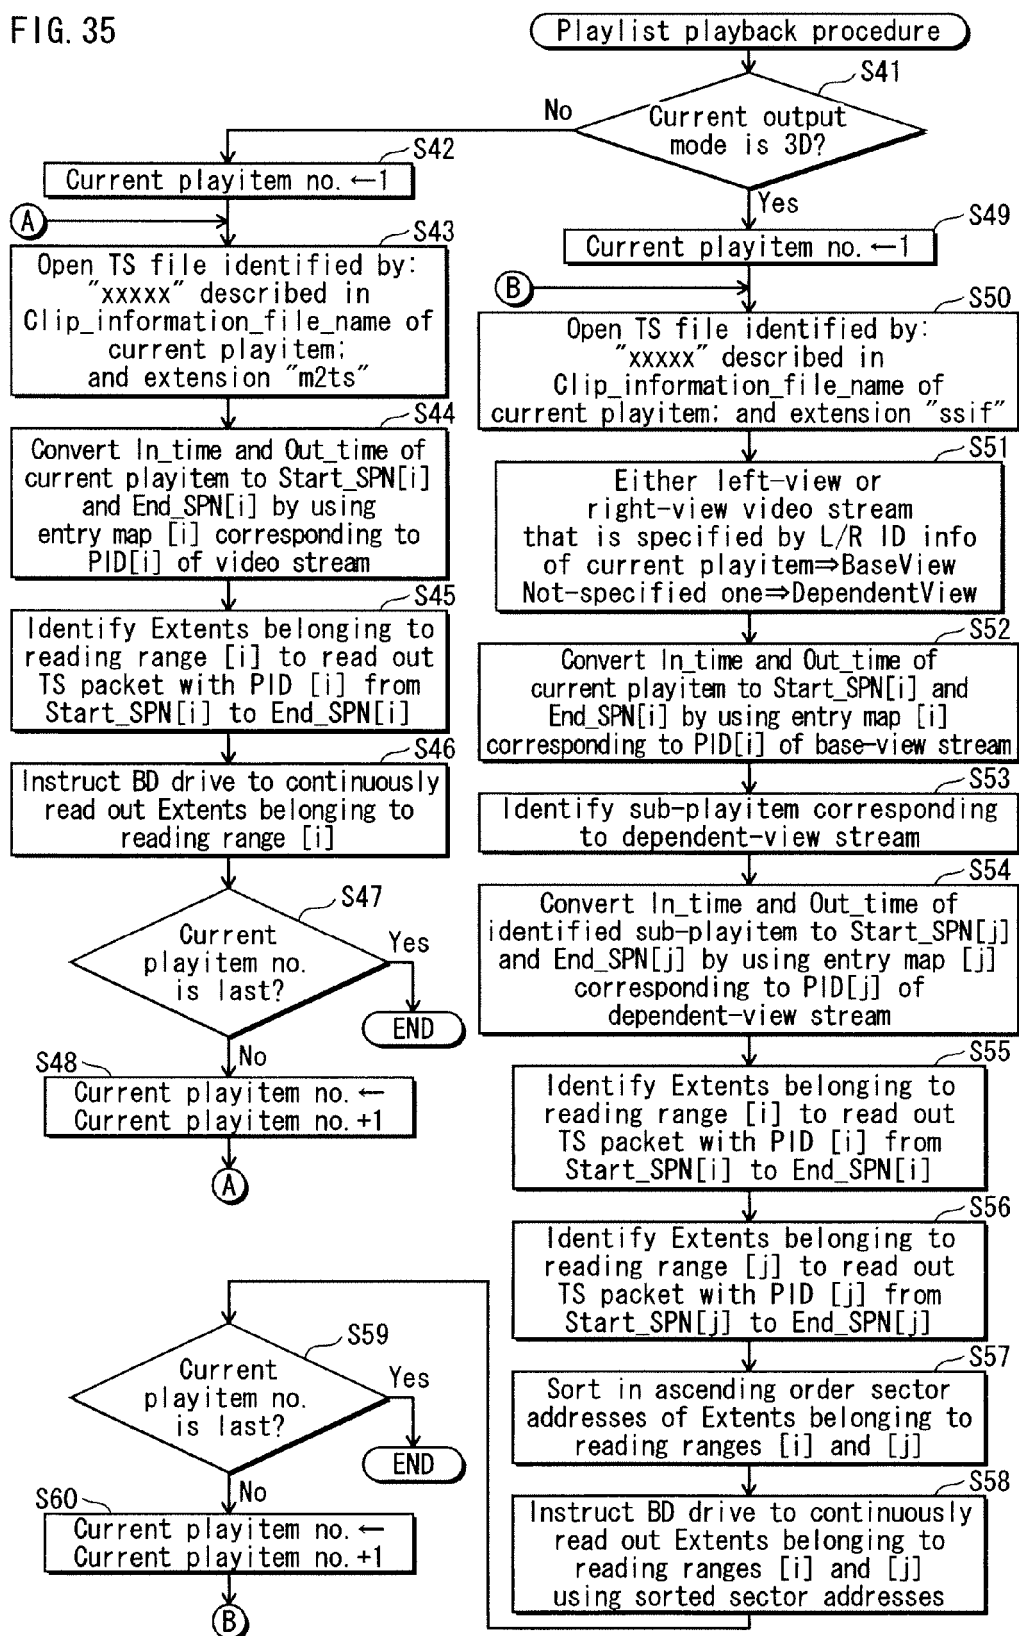 FIG. 35
Playlist playback procedure
S41
Current output
mode is 3D?
No
Yes
S42
Current playitem no. ←1
A
S43
Open TS file identified by:
"xxxxx" described in
Clip_information_file_name of
current playitem;
and extension "m2ts"
S44
Convert In_time and Out_time of
current playitem to Start_SPN[i]
and End_SPN[i] by using
entry map [i] corresponding to
PID[i] of video stream
S45
Identify Extents belonging to
reading range [i] to read out
TS packet with PID [i] from
Start_SPN[i] to End_SPN[i]
S46
Instruct BD drive to continuously
read out Extents belonging to
reading range [i]
S47
Current
playitem no.
is last?
Yes
END
No
S48
Current playitem no. ←
Current playitem no.+1
A
S49
Current playitem no. ←1
B
S50
Open TS file identified by:
"xxxxx" described in
Clip_information_file_name of
current playitem; and extension "ssif"
S51
Either left-view or
right-view video stream
that is specified by L/R ID info
of current playitem⇒BaseView
Not-specified one⇒DependentView
S52
Convert In_time and Out_time of
current playitem to Start_SPN[i] and
End_SPN[i] by using entry map [i]
corresponding to PID[i] of base-view stream
S53
Identify sub-playitem corresponding
to dependent-view stream
S54
Convert In_time and Out_time of
identified sub-playitem to Start_SPN[j]
and End_SPN[j] by using entry map [j]
corresponding to PID[j] of
dependent-view stream
S55
Identify Extents belonging to
reading range [i] to read out
TS packet with PID [i] from
Start_SPN[i] to End_SPN[i]
S56
Identify Extents belonging to
reading range [j] to read out
TS packet with PID [j] from
Start_SPN[j] to End_SPN[j]
S57
Sort in ascending order sector
addresses of Extents belonging to
reading ranges [i] and [j]
S58
Instruct BD drive to continuously
read out Extents belonging to
reading ranges [i] and [j]
using sorted sector addresses
S59
Current
playitem no.
is last?
Yes
END
No
S60
Current playitem no. ←
Current playitem no.+1
B